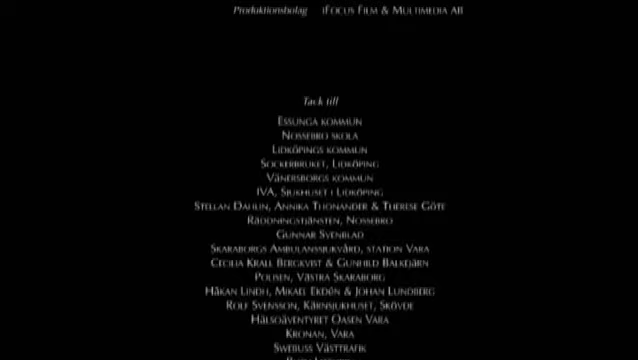 Produktionsbolag iFocus Film & Multimedia AB
Tack till
Essunga kommun
Nossebro skola
Lidköpings kommun
Sockerbruket, Lidköping
Vänersborgs kommun
IVA, Sjukhuset i Lidköping
Stellan Dahlin, Annika Thonander & Therese Göte
Räddningstjänsten, Nossebro
Gunnar Svenblad
Skaraborgs Ambulanssjukvård, station Vara
Cecilia Krall Bergkvist & Gunhild Balktjärn
Polisen, Västra Skaraborg
Håkan Lindh, Mikael Ekdén & Johan Lundberg
Rolf Svensson, Kärnsjukhuset, Skövde
Hälsoäventyret Oasen Vara
Kronan, Vara
Swebuss Västtrafik